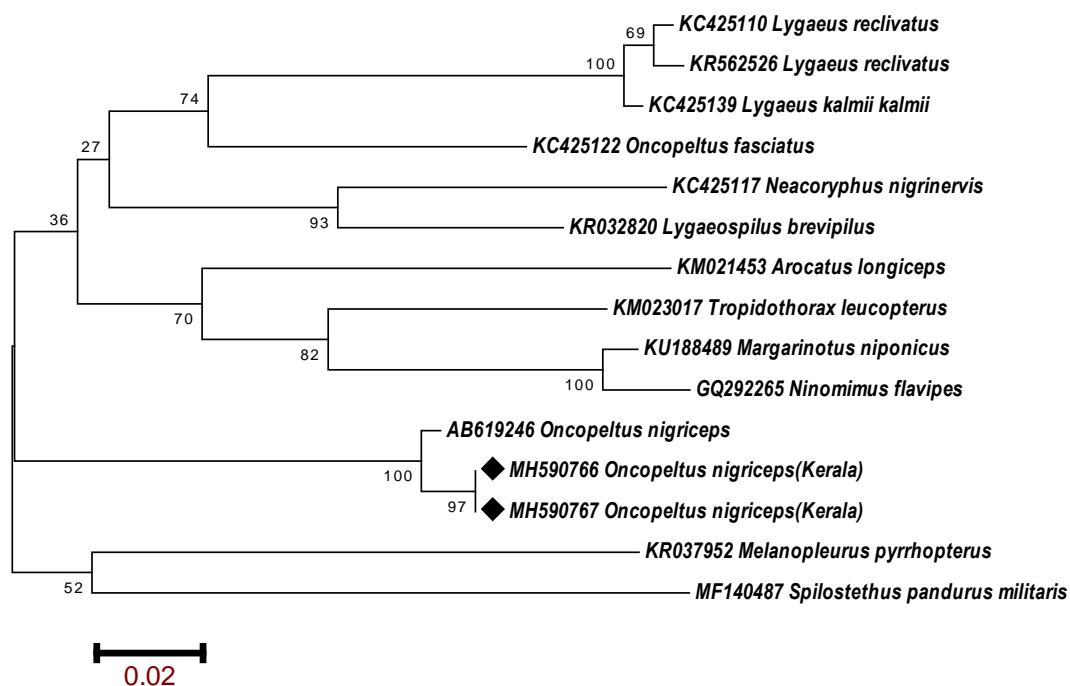 KC425110 Lygaeus reclivatus
69
KR562526 Lygaeus reclivatus
100
KC425139 Lygaeus kalmii kalmii
74
KC425122 Oncopeltus fasciatus
27
KC425117 Neacoryphus nigrinervis
93
KR032820 Lygaeospilus brevipilus
36
KM021453 Arocatus longiceps
70
KM023017 Tropidothorax leucopterus
82
KU188489 Margarinotus niponicus
100
GQ292265 Ninomimus flavipes
AB619246 Oncopeltus nigriceps
100
MH590766 Oncopeltus nigriceps(Kerala)
97
MH590767 Oncopeltus nigriceps(Kerala)
KR037952 Melanopleurus pyrrhopterus
52
MF140487 Spilostethus pandurus militaris
0.02